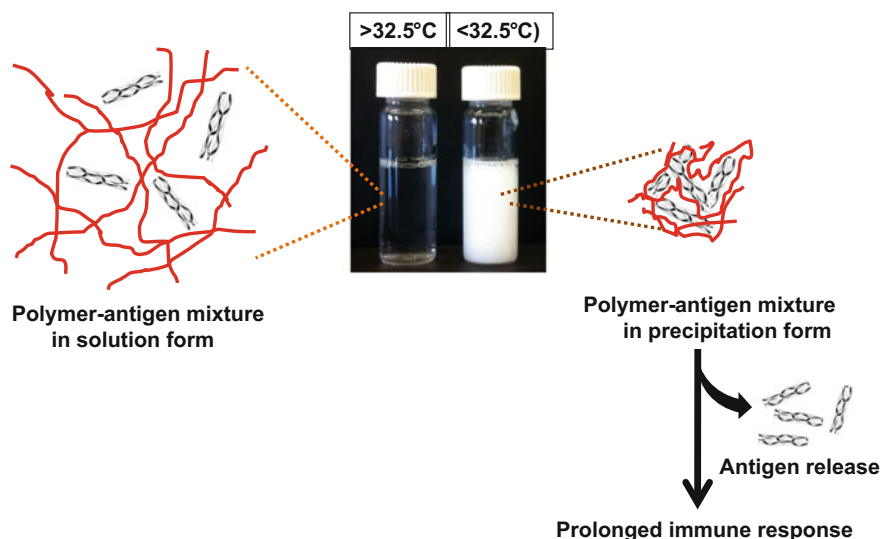 >32.5°C
<32.5°C)
Polymer-antigen mixture
in solution form
Polymer-antigen mixture
in precipitation form
Antigen release
Prolonged immune response